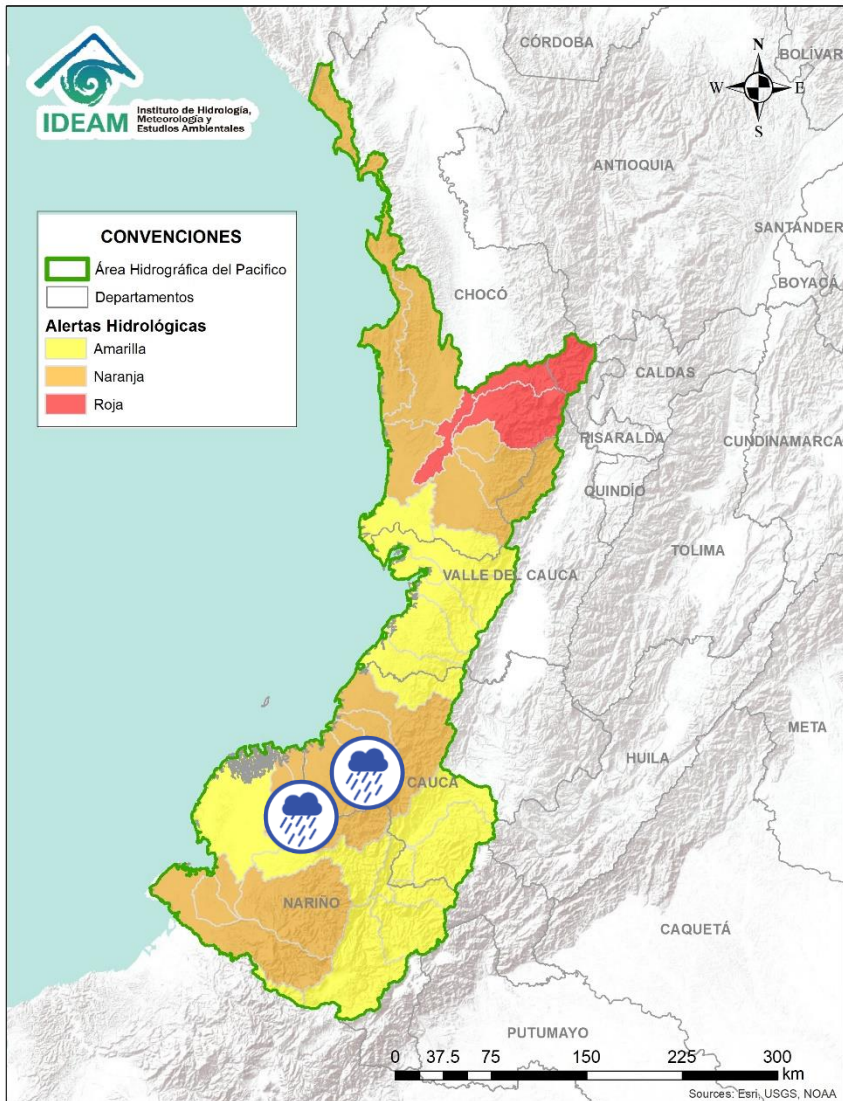 IDEAM
Instituto de Hidrología,
Meteorología y
Estudios Ambientales
CÓRDOBA
BOLÍVAR
N
W
E
S
ANTIOQUIA
SANTANDER
BOYACÁ
CONVENCIONES
Área Hidrográfica del Pacifico
Departamentos
Alertas Hidrológicas
Amarilla
Naranja
Roja
CHOCÓ
CALDAS
RISARALDA
CUNDINAMARCA
QUINDÍO
TOLIMA
VALLE DEL CAUCA
META
HUILA
CAUCA
NARIÑO
CAQUETÁ
PUTUMAYO
0 37.5 75 150 225 300
km
Sources: Esri, USGS, NOAA